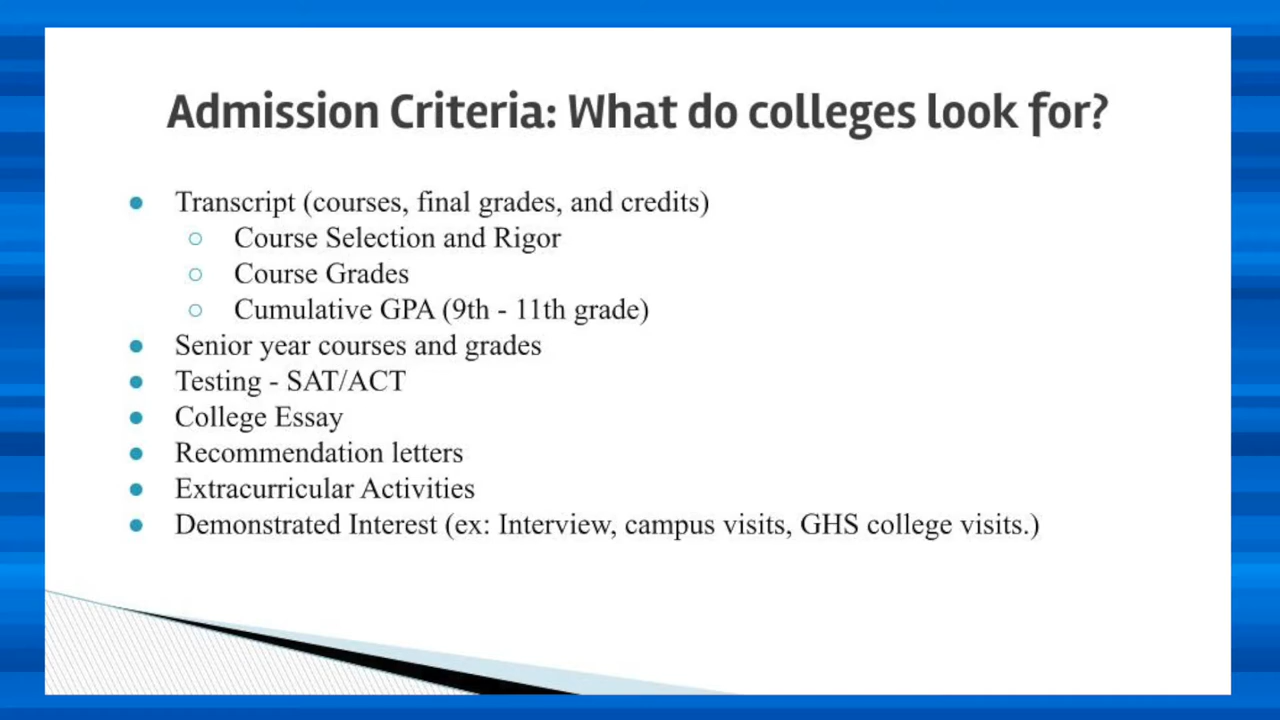 Admission Criteria: What do colleges look for?
● Transcript (courses, final grades, and credits)
○ Course Selection and Rigor
○ Course Grades
○ Cumulative GPA (9th - 11th grade)
● Senior year courses and grades
● Testing - SAT/ACT
● College Essay
● Recommendation letters
● Extracurricular Activities
● Demonstrated Interest (ex: Interview, campus visits, GHS college visits.)